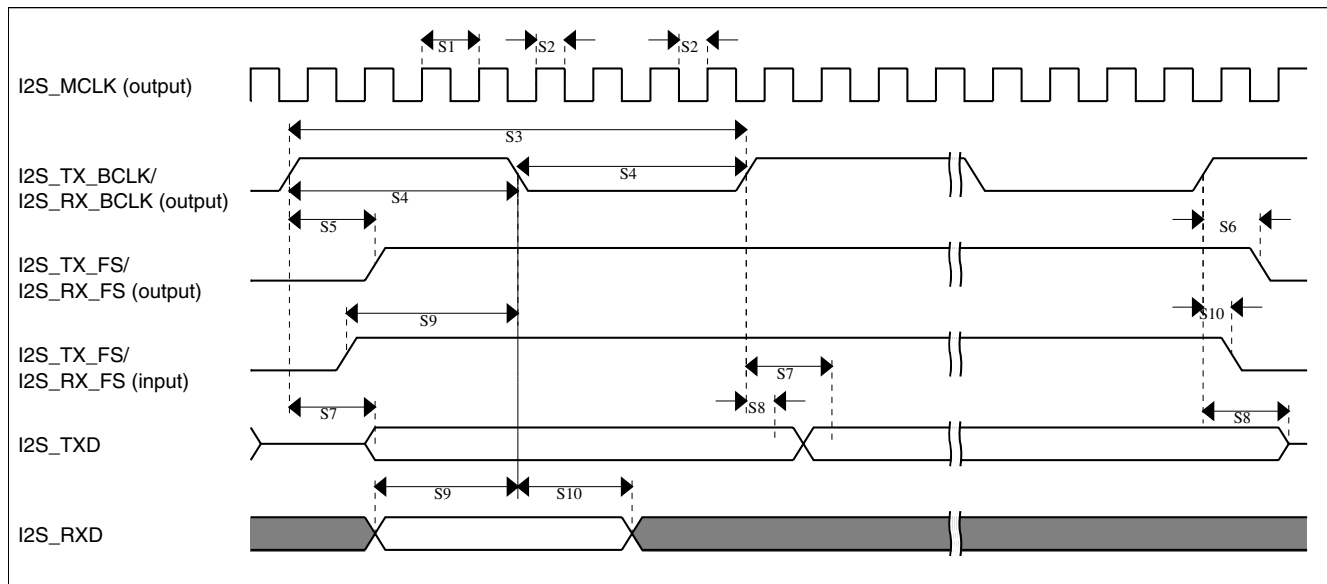 S1
S2
S2
I2S_MCLK (output)
S3
I2S_TX_BCLK/
I2S_RX_BCLK (output)
S4
S4
S5
S6
I2S_TX_FS/
I2S_RX_FS (output)
S9
S10
I2S_TX_FS/
I2S_RX_FS (input)
S7
S7
S8
S8
I2S_TXD
S9
S10
I2S_RXD